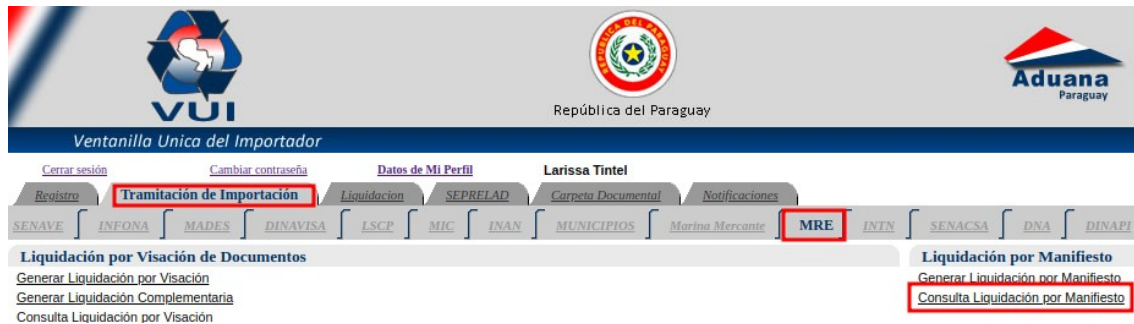 VUI
REPUBLICA DEL PARAGUAY
República del Paraguay
Aduana
Paraguay
Ventanilla Unica del Importador
Cerrar sesión Cambiar contraseña Datos de Mi Perfil Larissa Tintel
Registro Tramitación de Importación Liquidacion SEPRELAD Carpeta Documental Notificaciones
SENAVE INFONA MADES DINAVISA LSCP MIC INAN MUNICIPIOS Marina Mercante MRE INTN SENACSA DNA DINAPI
Liquidación por Visación de Documentos
Generar Liquidación por Visación
Generar Liquidación Complementaria
Consulta Liquidación por Visación
Liquidación por Manifiesto
Generar Liquidación por Manifiesto
Consulta Liquidación por Manifiesto